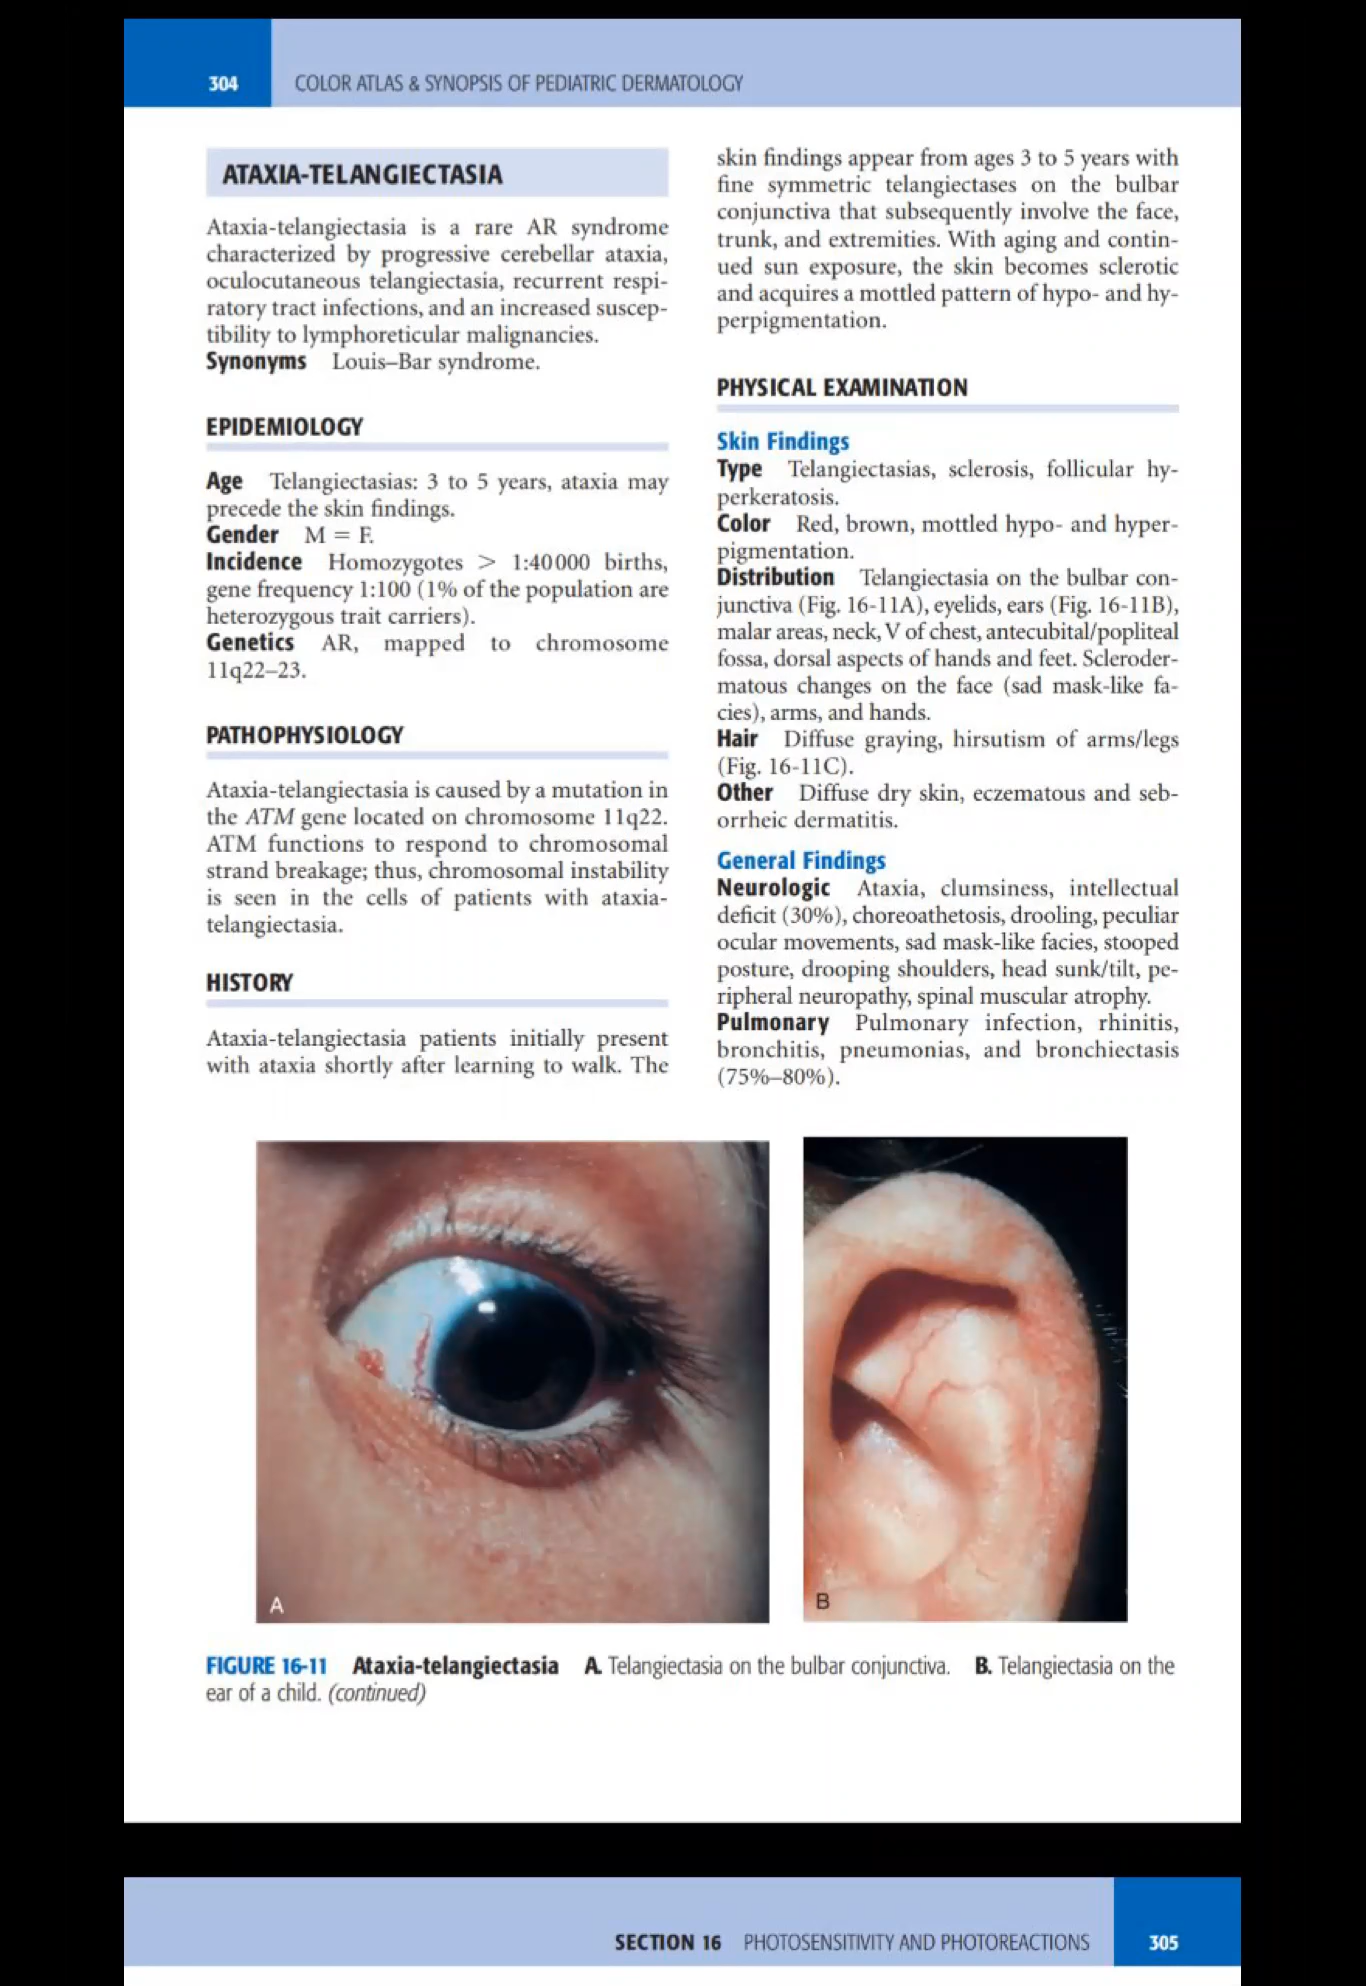 304
COLOR ATLAS & SYNOPSIS OF PEDIATRIC DERMATOLOGY
ATAXIA-TELANGIECTASIA
Ataxia-telangiectasia is a rare AR syndrome
characterized by progressive cerebellar ataxia,
oculocutaneous telangiectasia, recurrent respi-
ratory tract infections, and an increased suscep-
tibility to lymphoreticular malignancies.
Synonyms Louis–Bar syndrome.
EPIDEMIOLOGY
Age Telangiectasias: 3 to 5 years, ataxia may
precede the skin findings.
Gender M = F.
Incidence Homozygotes > 1:40000 births,
gene frequency 1:100 (1% of the population are
heterozygous trait carriers).
Genetics AR, mapped to chromosome
11q22–23.
PATHOPHYSIOLOGY
Ataxia-telangiectasia is caused by a mutation in
the ATM gene located on chromosome 11q22.
ATM functions to respond to chromosomal
strand breakage; thus, chromosomal instability
is seen in the cells of patients with ataxia-
telangiectasia.
HISTORY
Ataxia-telangiectasia patients initially present
with ataxia shortly after learning to walk. The
skin findings appear from ages 3 to 5 years with
fine symmetric telangiectases on the bulbar
conjunctiva that subsequently involve the face,
trunk, and extremities. With aging and contin-
ued sun exposure, the skin becomes sclerotic
and acquires a mottled pattern of hypo- and hy-
perpigmentation.
PHYSICAL EXAMINATION
Skin Findings
Type Telangiectasias, sclerosis, follicular hy-
perkeratosis.
Color Red, brown, mottled hypo- and hyper-
pigmentation.
Distribution Telangiectasia on the bulbar con-
junctiva (Fig. 16-11A), eyelids, ears (Fig. 16-11B),
malar areas, neck, V of chest, antecubital/popliteal
fossa, dorsal aspects of hands and feet. Scleroder-
matous changes on the face (sad mask-like fa-
cies), arms, and hands.
Hair Diffuse graying, hirsutism of arms/legs
(Fig. 16-11C).
Other Diffuse dry skin, eczematous and seb-
orrheic dermatitis.
General Findings
Neurologic Ataxia, clumsiness, intellectual
deficit (30%), choreoathetosis, drooling, peculiar
ocular movements, sad mask-like facies, stooped
posture, drooping shoulders, head sunk/tilt, pe-
ripheral neuropathy, spinal muscular atrophy.
Pulmonary Pulmonary infection, rhinitis,
bronchitis, pneumonias, and bronchiectasis
(75%–80%).
A
B
FIGURE 16-11 Ataxia-telangiectasia A. Telangiectasia on the bulbar conjunctiva. B. Telangiectasia on the
ear of a child. (continued)
SECTION 16 PHOTOSENSITIVITY AND PHOTOREACTIONS
305